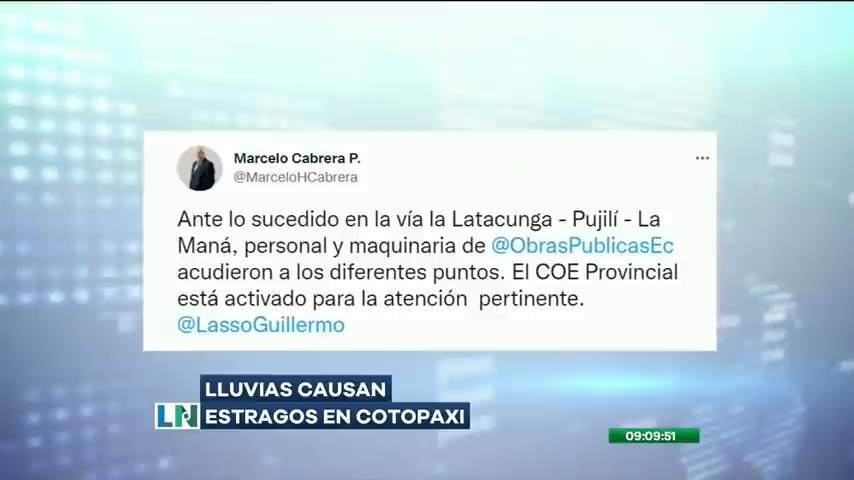 Marcelo Cabrera P.
@MarceloHCabrera
Ante lo sucedido en la vía la Latacunga - Pujilí - La
Maná, personal y maquinaria de @ObrasPublicasEc
acudieron a los diferentes puntos. El COE Provincial
está activado para la atención pertinente.
@LassoGuillermo
LLUVIAS CAUSAN
LN ESTRAGOS EN COTOPAXI
09:09:51